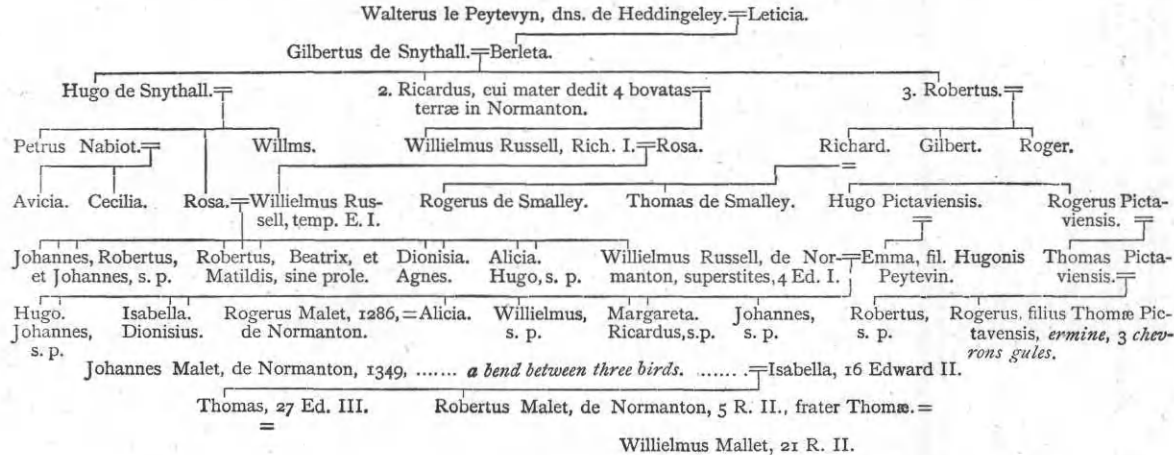 Walterus le Peytevyn, dns. de Heddingeley.=Leticia.
Gilbertus de Snythall.=Berleta.
Hugo de Snythall.= 2. Ricardus, cui mater dedit 4 bovatas= 3. Robertus.=
terræ in Normanton.
Petrus Nabiot.= Willms. Willielmus Russell, Rich. I.=Rosa. Richard. Gilbert. Roger.
=
Avicia. Cecilia. Rosa.=Willielmus Rus- Rogerus de Smalley. Thomas de Smalley. Hugo Pictaviensis. Rogerus Picta-
sell, temp. E. I. = viensis. =
Johannes, Robertus, Robertus, Beatrix, et Dionisia. Alicia. Willielmus Russell, de Nor-=Emma, fil. Hugonis Thomas Picta-
et Johannes, s. p. Matildis, sine prole. Agnes. Hugo, s. p. manton, superstites, 4 Ed. I. Peytevin. viensis.=
Hugo. Isabella. Rogerus Malet, 1286,=Alicia. Willielmus, Margareta. Johannes, Robertus, Rogerus, filius Thomæ Pic-
Johannes, Dionisius. de Normanton. s. p. Ricardus, s.p. s. p. s. p. tavensis, ermine, 3 chev-
s. p. rons gules.
Johannes Malet, de Normanton, 1349, ....... a bend between three birds. ....... .=Isabella, 16 Edward II.
Thomas, 27 Ed. III. Robertus Malet, de Normanton, 5 R. II., frater Thomæ.=
=
Willielmus Mallet, 21 R. II.